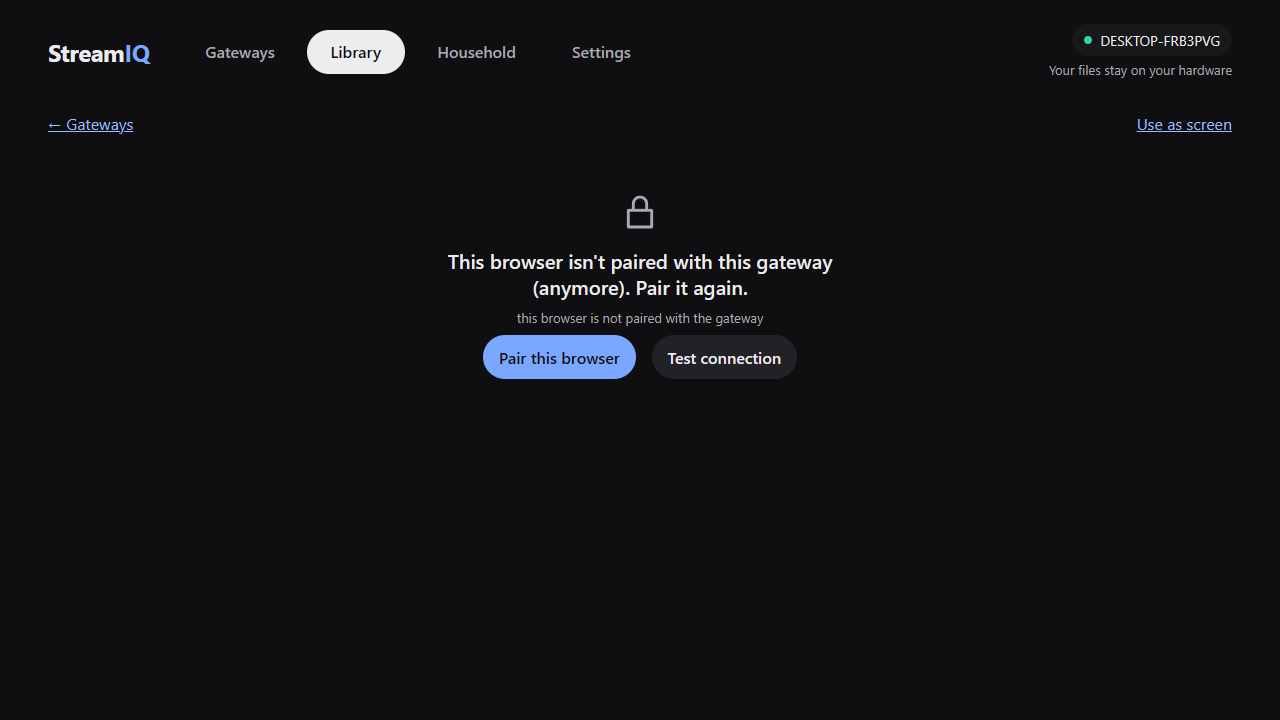 StreamIQ
Gateways
Library
Household
Settings
DESKTOP-FRB3PVG
Your files stay on your hardware
← Gateways
Use as screen
This browser isn't paired with this gateway
(anymore). Pair it again.
this browser is not paired with the gateway
Pair this browser
Test connection